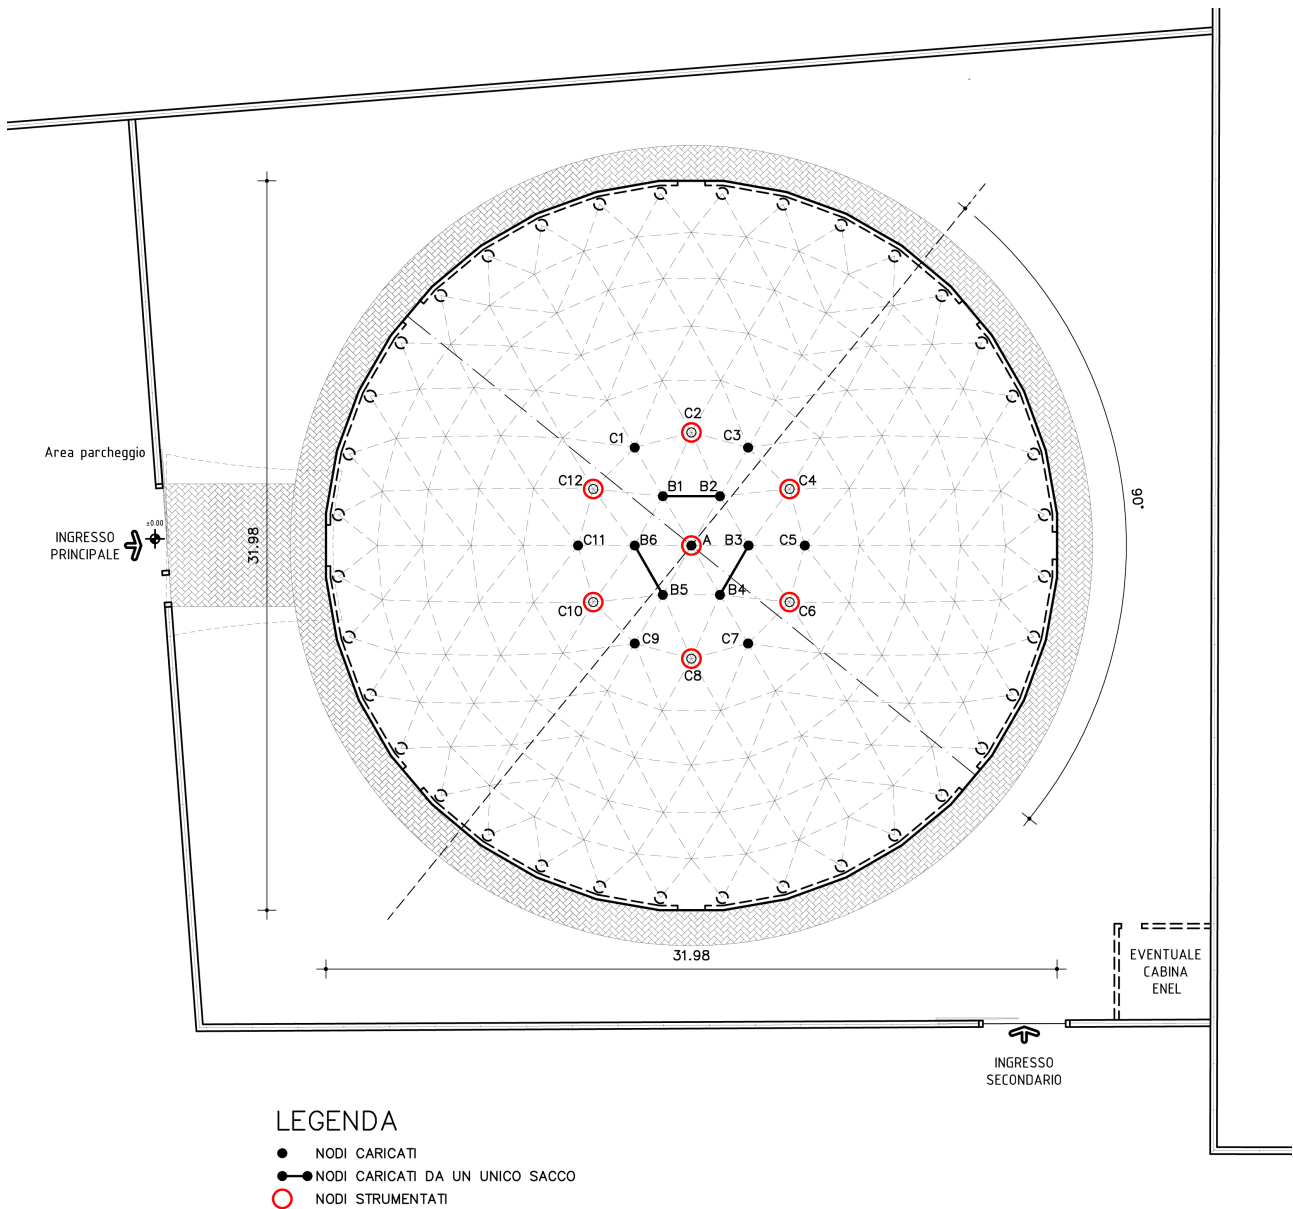 C2
C1
C3
Area parcheggio
C12
C4
B1
B2
90°
±0.00
INGRESSO
PRINCIPALE
31.98
C11
B6
A
B3
C5
B5
B4
C10
C6
C9
C7
C8
31.98
EVENTUALE
CABINA
ENEL
INGRESSO
SECONDARIO
LEGENDA
NODI CARICATI
NODI CARICATI DA UN UNICO SACCO
NODI STRUMENTATI